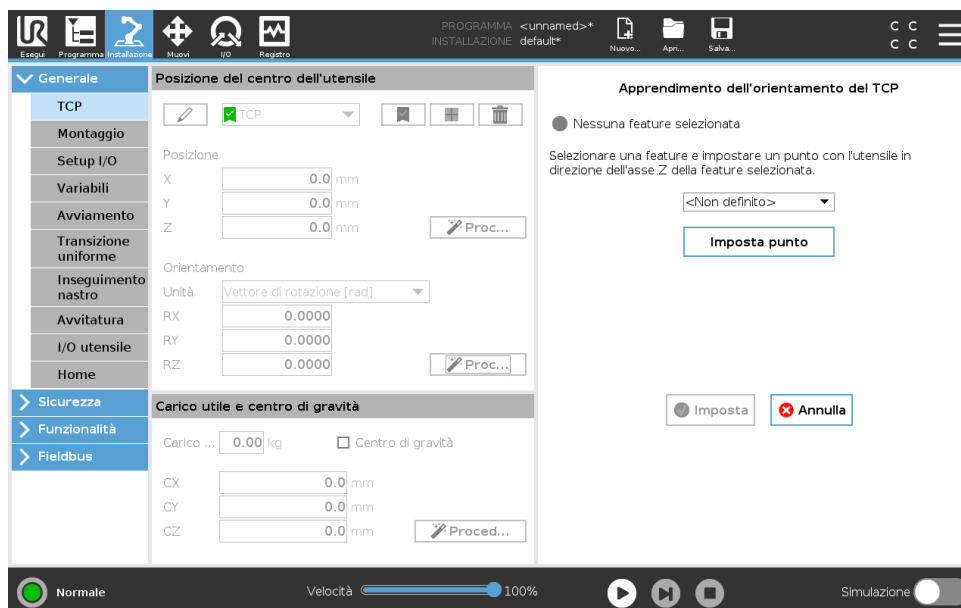 PROGRAMMA <unnamed>*
INSTALLAZIONE default*
Esegui Programma Installazione Muovi I/O Registro
Nuovo... Apri... Salva...
C C
C C
Generale
TCP
Montaggio
Setup I/O
Variabili
Avviamento
Transizione
uniforme
Inseguimento
nastro
Avvitatura
I/O utensile
Home
Sicurezza
Funzionalità
Fieldbus
Posizione del centro dell'utensile
TCP
Posizione
X 0.0 mm
Y 0.0 mm
Z 0.0 mm Proc...
Orientamento
Unità Vettore di rotazione [rad]
RX 0.0000
RY 0.0000
RZ 0.0000 Proc...
Carico utile e centro di gravità
Carico ... 0.00 kg Centro di gravità
CX 0.0 mm
CY 0.0 mm
CZ 0.0 mm Proced...
Apprendimento dell'orientamento del TCP
Nessuna feature selezionata
Selezionare una feature e impostare un punto con l'utensile in
direzione dell'asse Z della feature selezionata.
<Non definito>
Imposta punto
Imposta Annulla
Normale Velocità 100% Simulazione